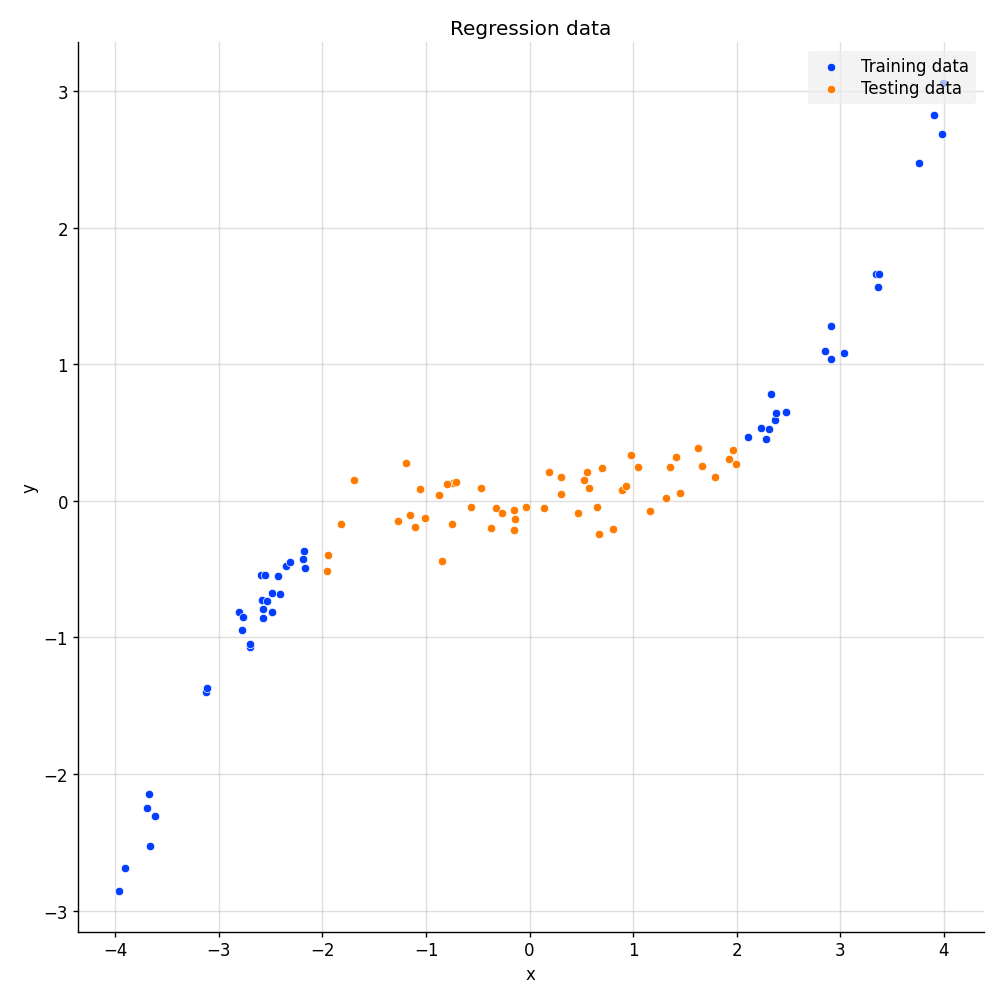 Regression data
Training data
Testing data
3
2
1
0
−1
−2
−3
y
−4 −3 −2 −1 0 1 2 3 4
x